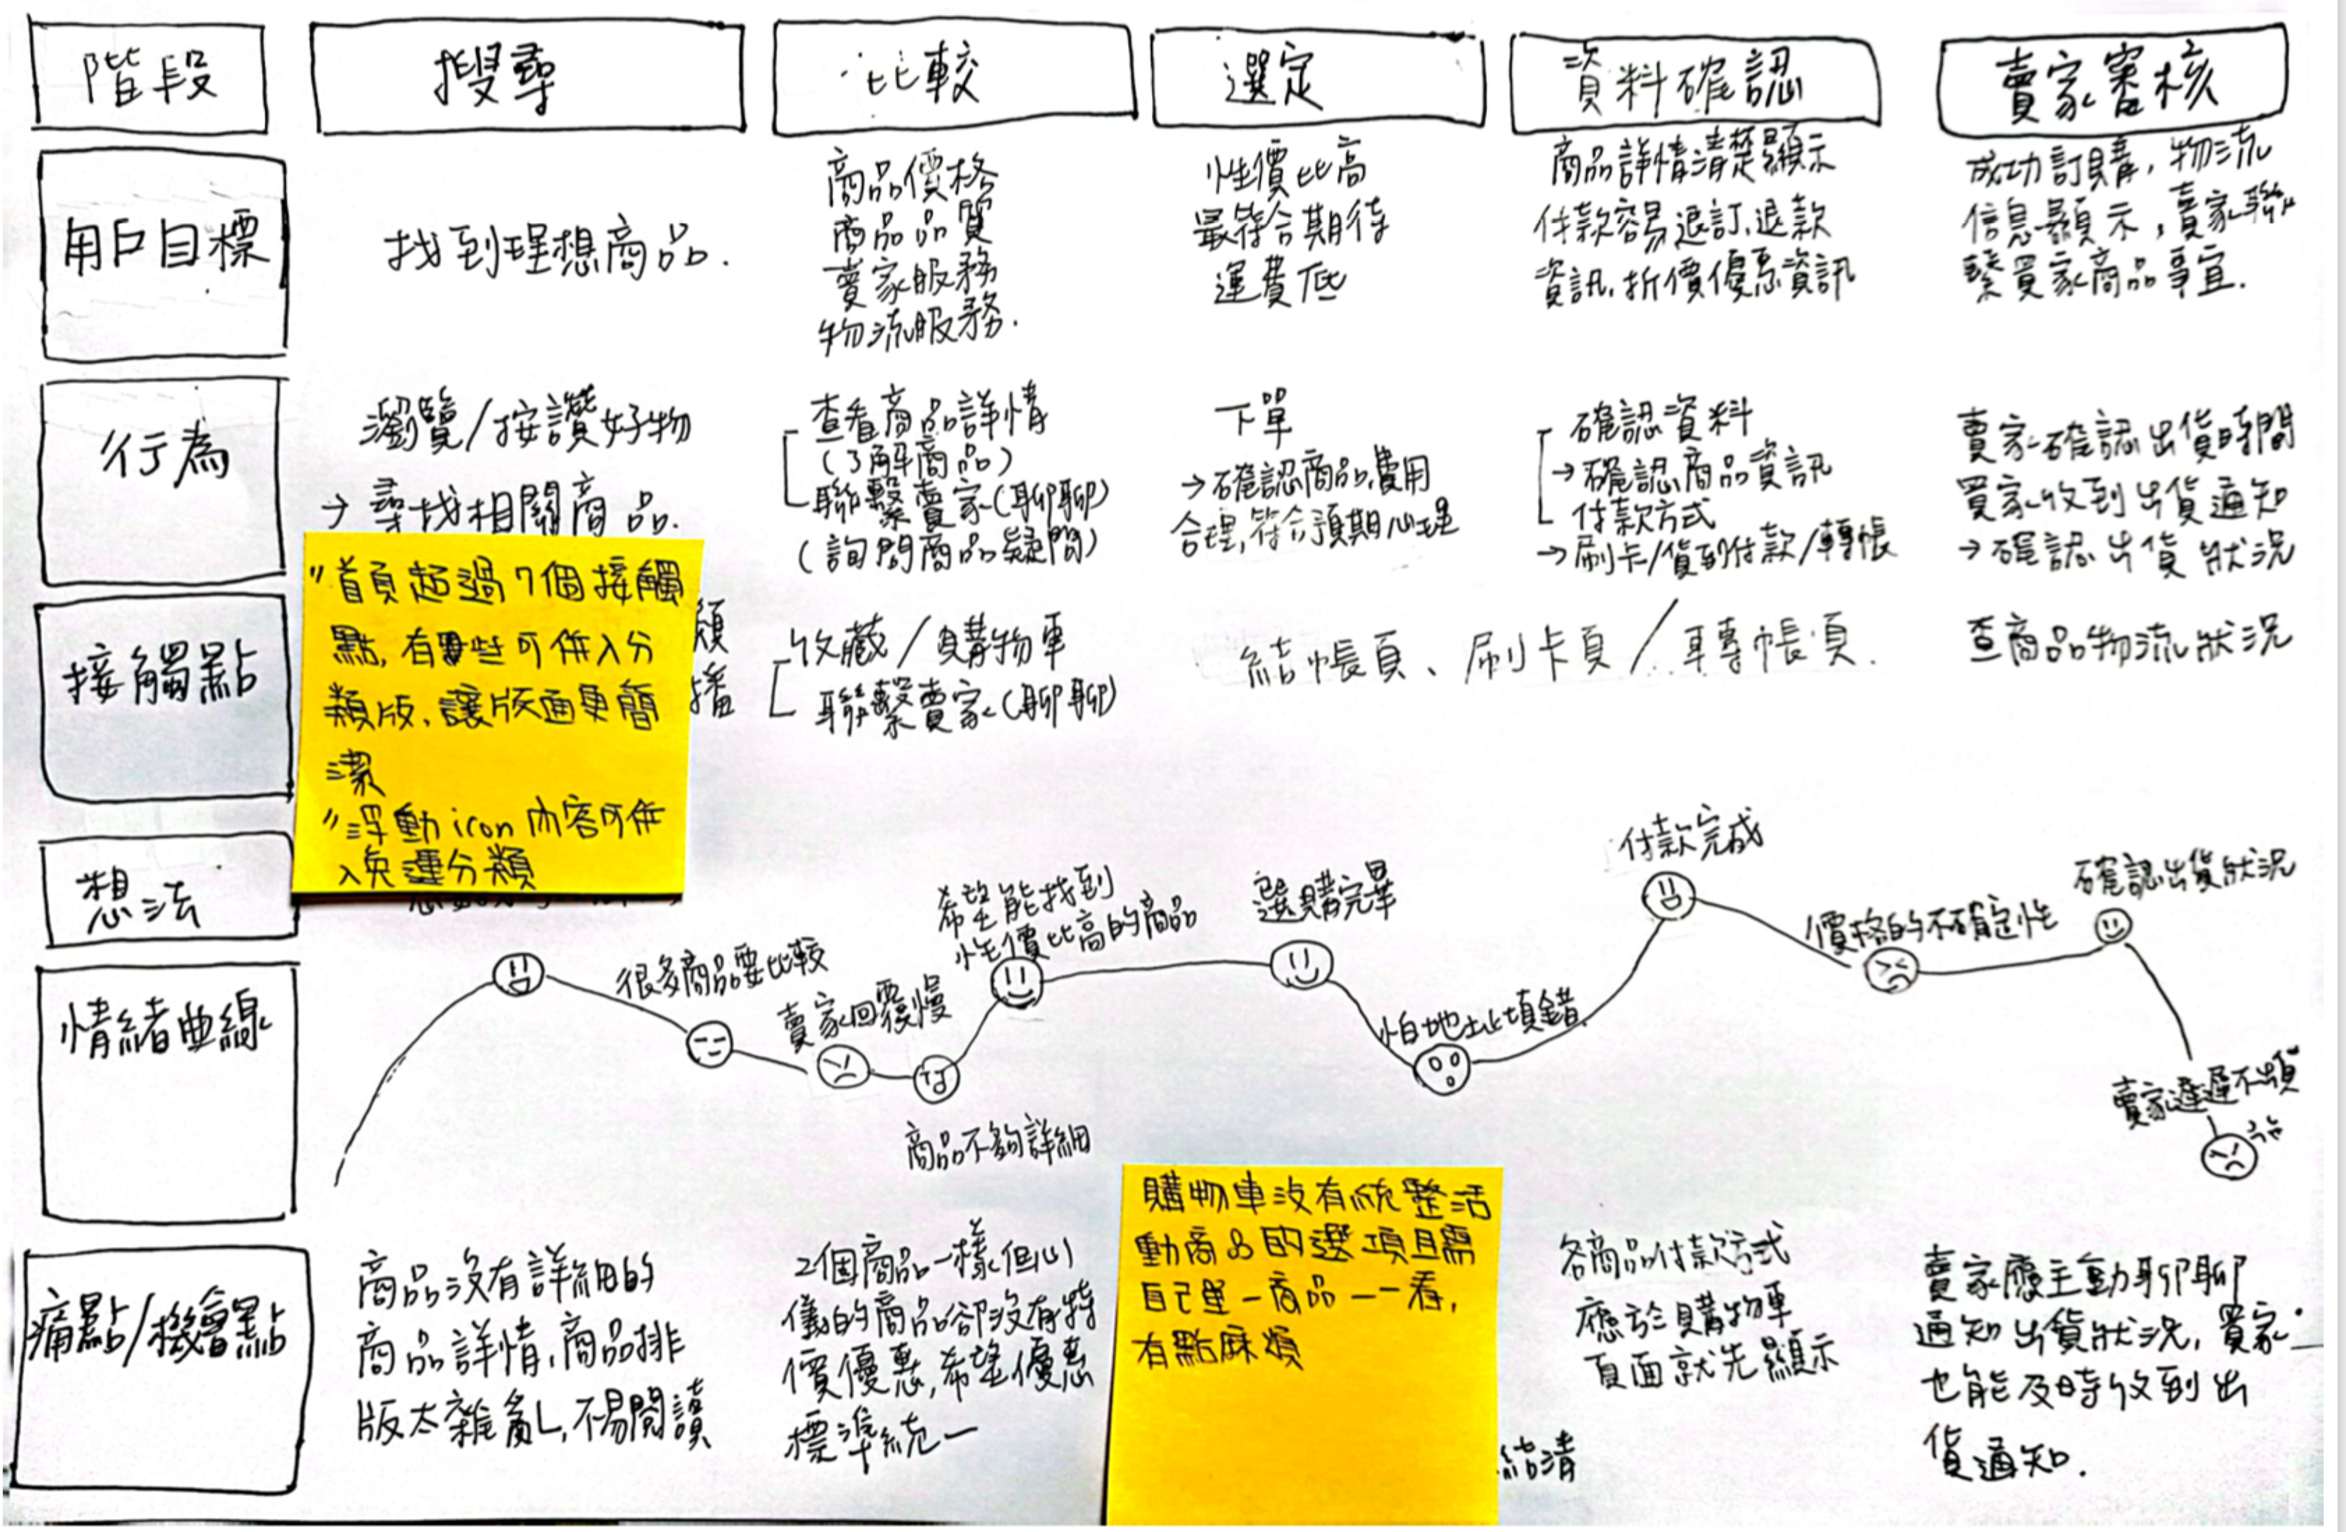 階段
搜尋
比較
選定
資料確認
賣家審核
用戶目標
找到理想商品.
商品價格
商品品質
賣家服務
物流服務.
性價比高
最符合期待
運費低
商品詳情清楚顯示
付款容易退訂.退款
資訊.折價優惠資訊
成功訂購,物流
信息顯示,賣家聯
繫買家商品事宜.
行為
瀏覽/按讚好物
→尋找相關商品.
查看商品詳情
(了解商品)
聯繫賣家(聊聊)
(詢問商品疑問)
下單
→確認商品,費用
合理,符合預期心理
確認資料
→確認商品資訊
付款方式
→刷卡/貨到付款/轉帳
賣家確認出貨時間
買家收到出貨通知
→確認出貨狀況
接觸點
"首頁超過7個接觸
點,有些可併入分
類版,讓版面更簡
潔
"浮動icon內容可併
入免運分類
播
收藏/購物車
聯繫賣家(聊聊)
結帳頁、刷卡頁/轉帳頁.
查商品物流狀況
想法
情緒曲線
很多商品要比較
賣家回覆慢
商品不夠詳細
希望能找到
性價比高的商品
選購完畢
怕地址填錯
付款完成
價格的不確定性
確認出貨狀況
賣家遲遲不出貨
痛點/機會點
商品沒有詳細的
商品詳情,商品排
版太雜亂,不易閱讀
2個商品一樣但心
儀的商品卻沒有特
價優惠,希望優惠
標準統一
購物車沒有統整活
動商品的選項且需
自己里一商品一一看,
有點麻煩
結清
各商品付款方式
應於購物車
頁面就先顯示
賣家應主動聊聊
通知出貨狀況,買家
也能及時收到出
貨通知.